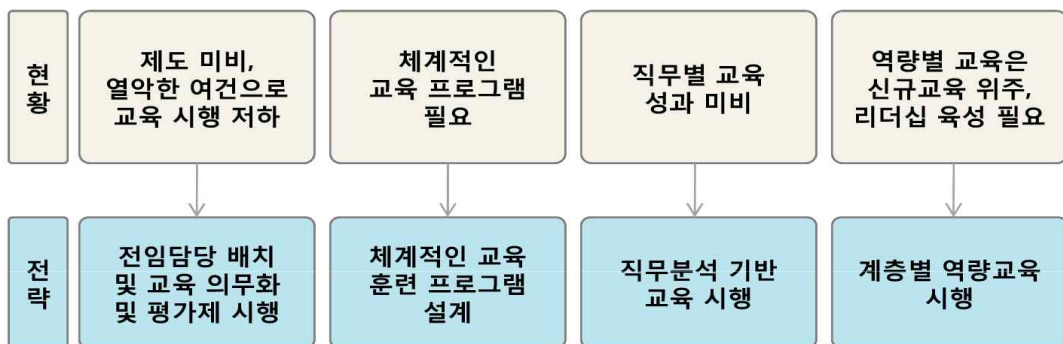 현황
제도 미비,
열악한 여건으로
교육 시행 저하
체계적인
교육 프로그램
필요
직무별 교육
성과 미비
역량별 교육은
신규교육 위주,
리더십 육성 필요
전략
전임담당 배치
및 교육 의무화
및 평가제 시행
체계적인 교육
훈련 프로그램
설계
직무분석 기반
교육 시행
계층별 역량교육
시행